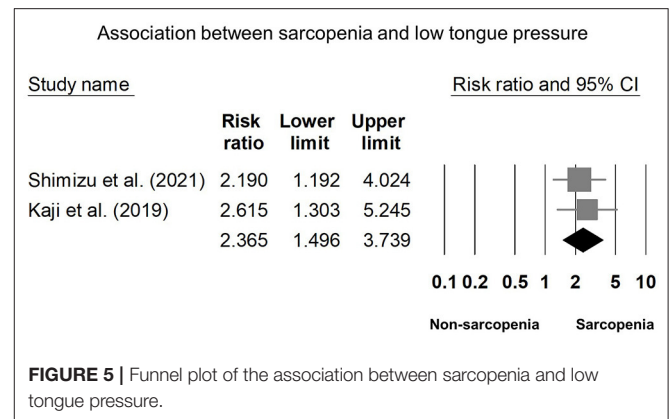 Association between sarcopenia and low tongue pressure
Study name Risk ratio and 95% CI
Risk Lower Upper
ratio limit limit
Shimizu et al. (2021) 2.190 1.192 4.024
Kaji et al. (2019) 2.615 1.303 5.245
2.365 1.496 3.739
0.1 0.2 0.5 1 2 5 10
Non-sarcopenia Sarcopenia
FIGURE 5 | Funnel plot of the association between sarcopenia and low
tongue pressure.